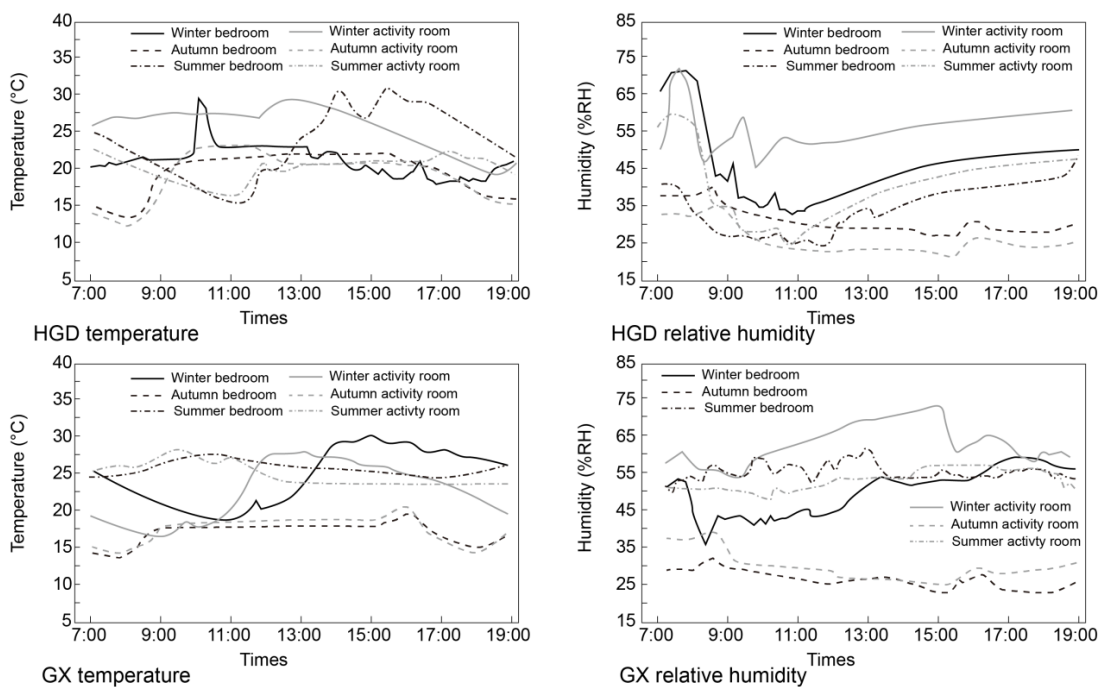 40
35
30
25
20
15
10
5
Temperature (°C)
Winter bedroom
Autumn bedroom
Summer bedroom
Winter activity room
Autumn activity room
Summer activty room
7:00 9:00 11:00 13:00 15:00 17:00 19:00
Times
HGD temperature
85
75
65
55
45
35
25
15
Humidity (%RH)
Winter bedroom
Autumn bedroom
Summer bedroom
Winter activity room
Autumn activity room
Summer activty room
7:00 9:00 11:00 13:00 15:00 17:00 19:00
Times
HGD relative humidity
40
35
30
25
20
15
10
5
Temperature (°C)
Winter bedroom
Autumn bedroom
Summer bedroom
Winter activity room
Autumn activity room
Summer activty room
7:00 9:00 11:00 13:00 15:00 17:00 19:00
Times
GX temperature
85
75
65
55
45
35
25
15
Humidity (%RH)
Winter bedroom
Autumn bedroom
Summer bedroom
Winter activity room
Autumn activity room
Summer activty room
7:00 9:00 11:00 13:00 15:00 17:00 19:00
Times
GX relative humidity